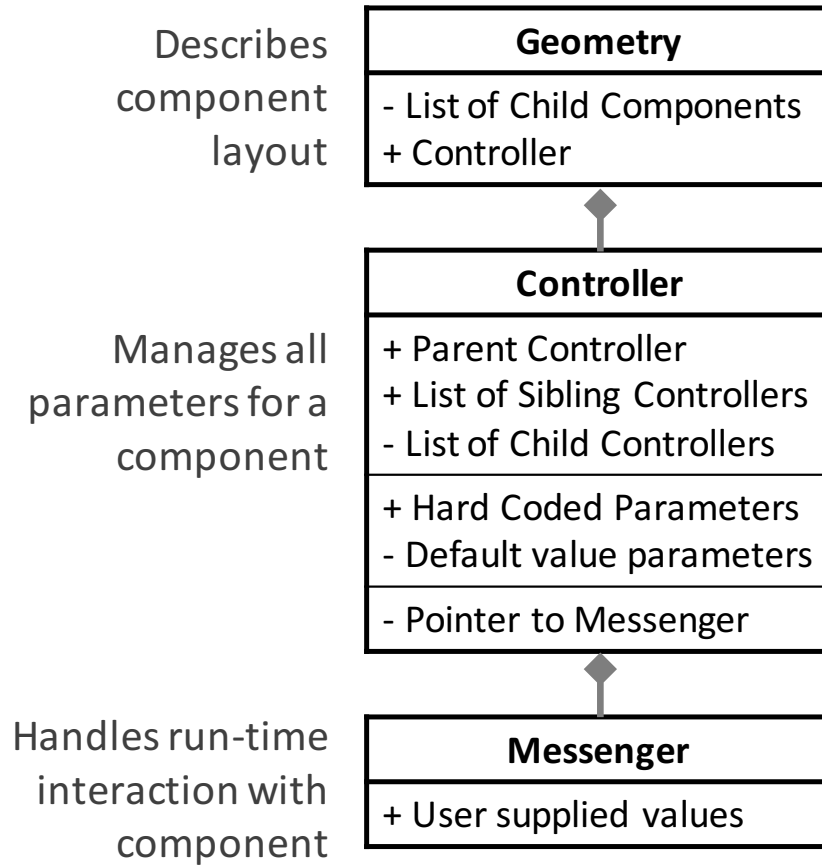 Describes
component
layout
Geometry
- List of Child Components
+ Controller
Manages all
parameters for a
component
Controller
+ Parent Controller
+ List of Sibling Controllers
- List of Child Controllers
+ Hard Coded Parameters
- Default value parameters
- Pointer to Messenger
Handles run-time
interaction with
component
Messenger
+ User supplied values